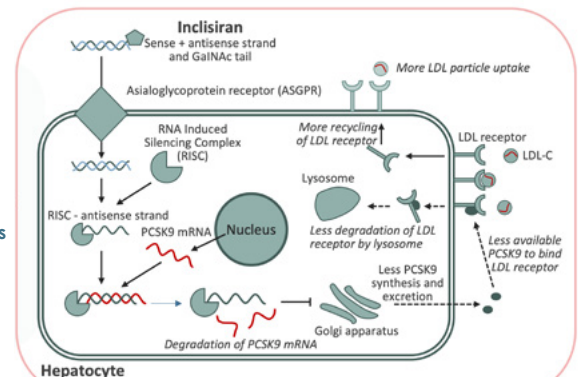 Inclisiran
Sense + antisense strand
and GalNAc tail
Asialoglycoprotein receptor (ASGPR)
More LDL particle uptake
RNA Induced
Silencing Complex
(RISC)
More recycling
of LDL receptor
LDL receptor
LDL-C
Lysosome
RISC - antisense strand
PCSK9 mRNA
Nucleus
Less degradation of LDL
receptor by lysosome
Less available
PCSK9 to bind
LDL receptor
Less PCSK9
synthesis and
excretion
Golgi apparatus
Degradation of PCSK9 mRNA
Hepatocyte
s